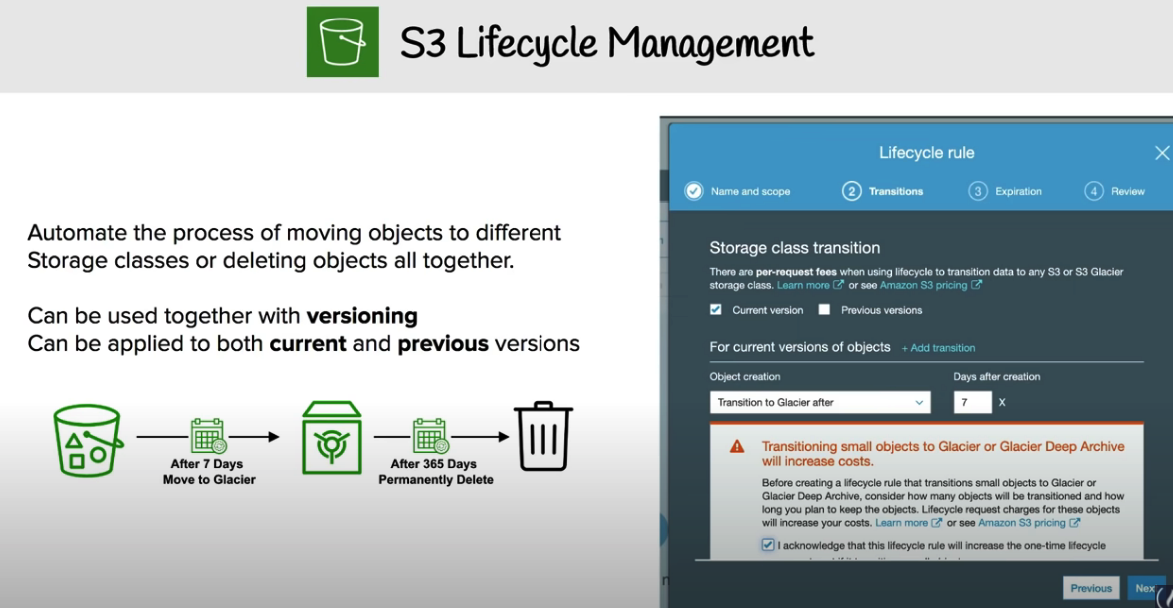 S3 Lifecycle Management
Automate the process of moving objects to different
Storage classes or deleting objects all together.
Can be used together with versioning
Can be applied to both current and previous versions
After 7 Days
Move to Glacier
After 365 Days
Permanently Delete
Lifecycle rule
Name and scope
2 Transitions
3 Expiration
4 Review
Storage class transition
There are per-request fees when using lifecycle to transition data to any S3 or S3 Glacier
storage class. Learn more or see Amazon S3 pricing
Current version Previous versions
For current versions of objects + Add transition
Object creation Days after creation
Transition to Glacier after 7 X
Transitioning small objects to Glacier or Glacier Deep Archive
will increase costs.
Before creating a lifecycle rule that transitions small objects to Glacier or
Glacier Deep Archive, consider how many objects will be transitioned and how
long you plan to keep the objects. Lifecycle request charges for these objects
will increase your costs. Learn more or see Amazon S3 pricing
I acknowledge that this lifecycle rule will increase the one-time lifecycle
Previous Nex